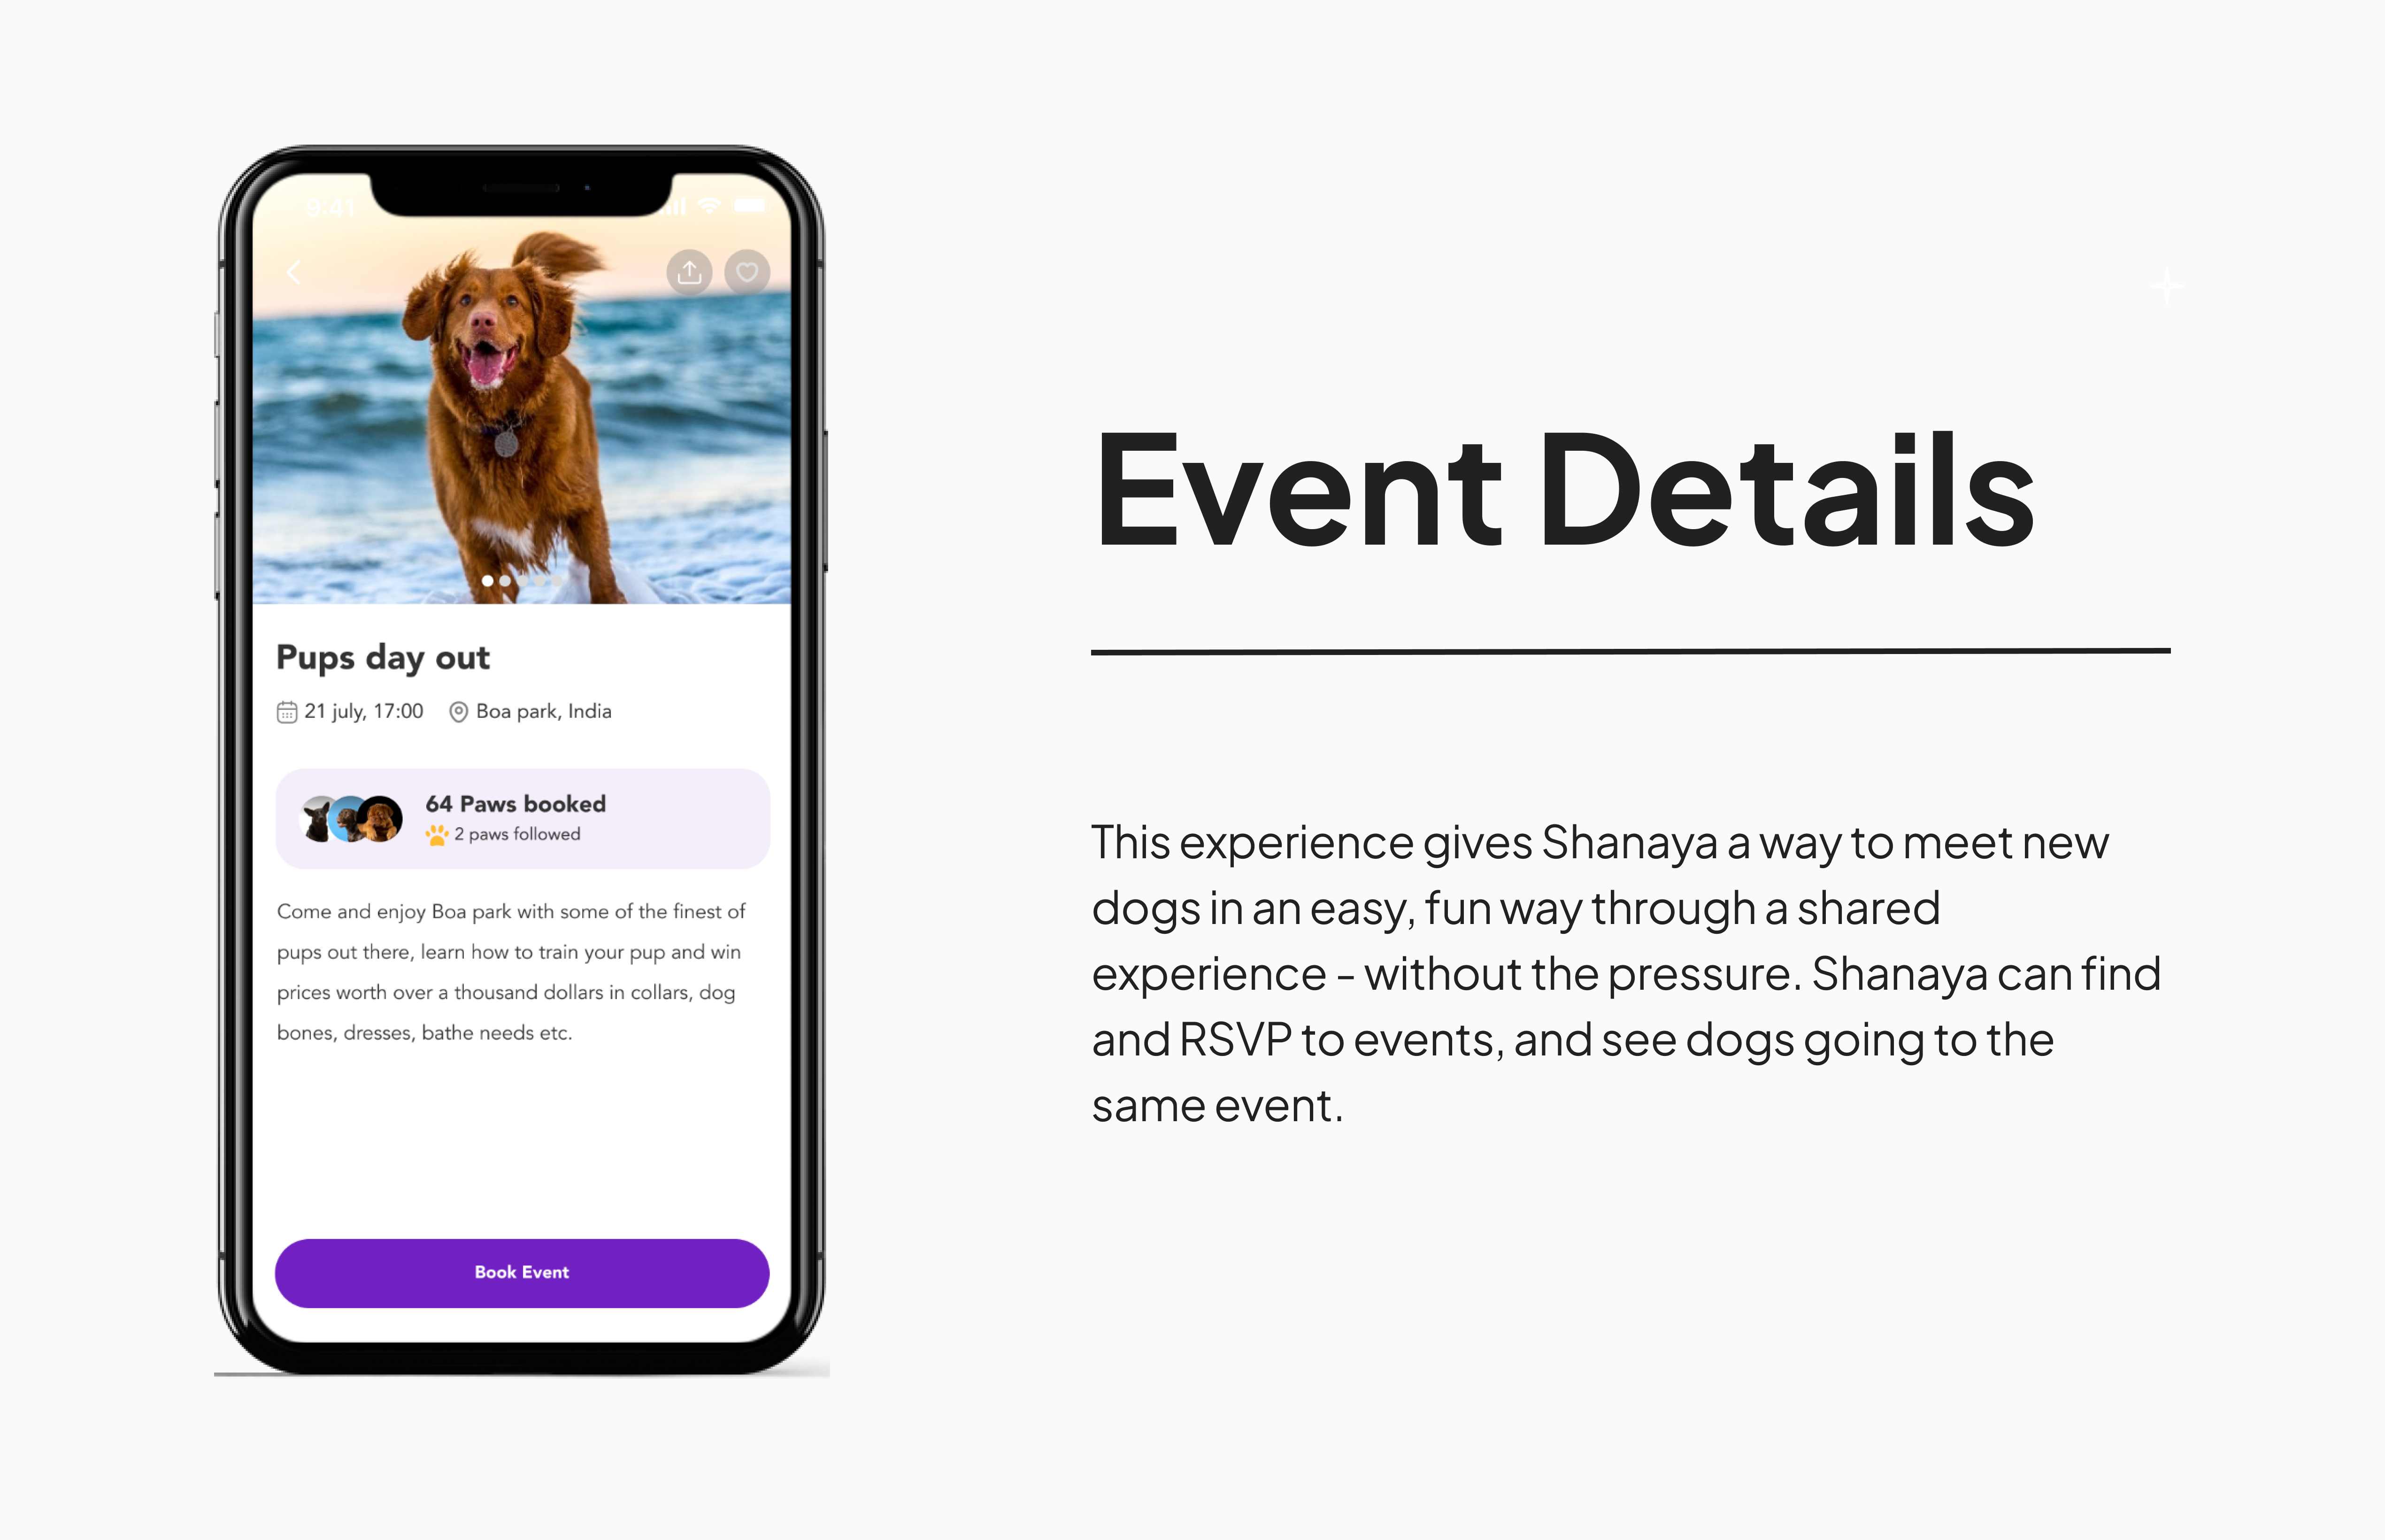 9:41
Pups day out
21 july, 17:00 Boa park, India
64 Paws booked
2 paws followed
Come and enjoy Boa park with some of the finest of
pups out there, learn how to train your pup and win
prices worth over a thousand dollars in collars, dog
bones, dresses, bathe needs etc.
Book Event
Event Details
This experience gives Shanaya a way to meet new
dogs in an easy, fun way through a shared
experience – without the pressure. Shanaya can find
and RSVP to events, and see dogs going to the
same event.